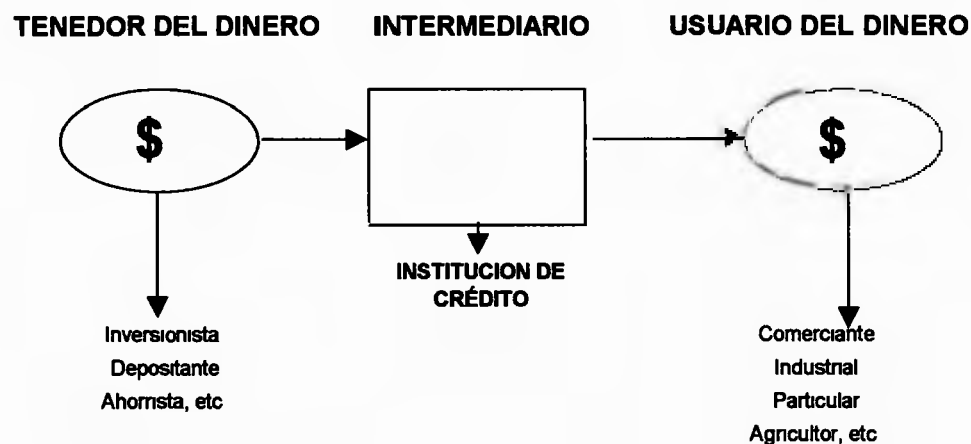 TENEDOR DEL DINERO
INTERMEDIARIO
USUARIO DEL DINERO
$
$
INSTITUCION DE
CRÉDITO
Inversionista
Depositante
Ahorrista, etc
Comerciante
Industrial
Particular
Agricultor, etc